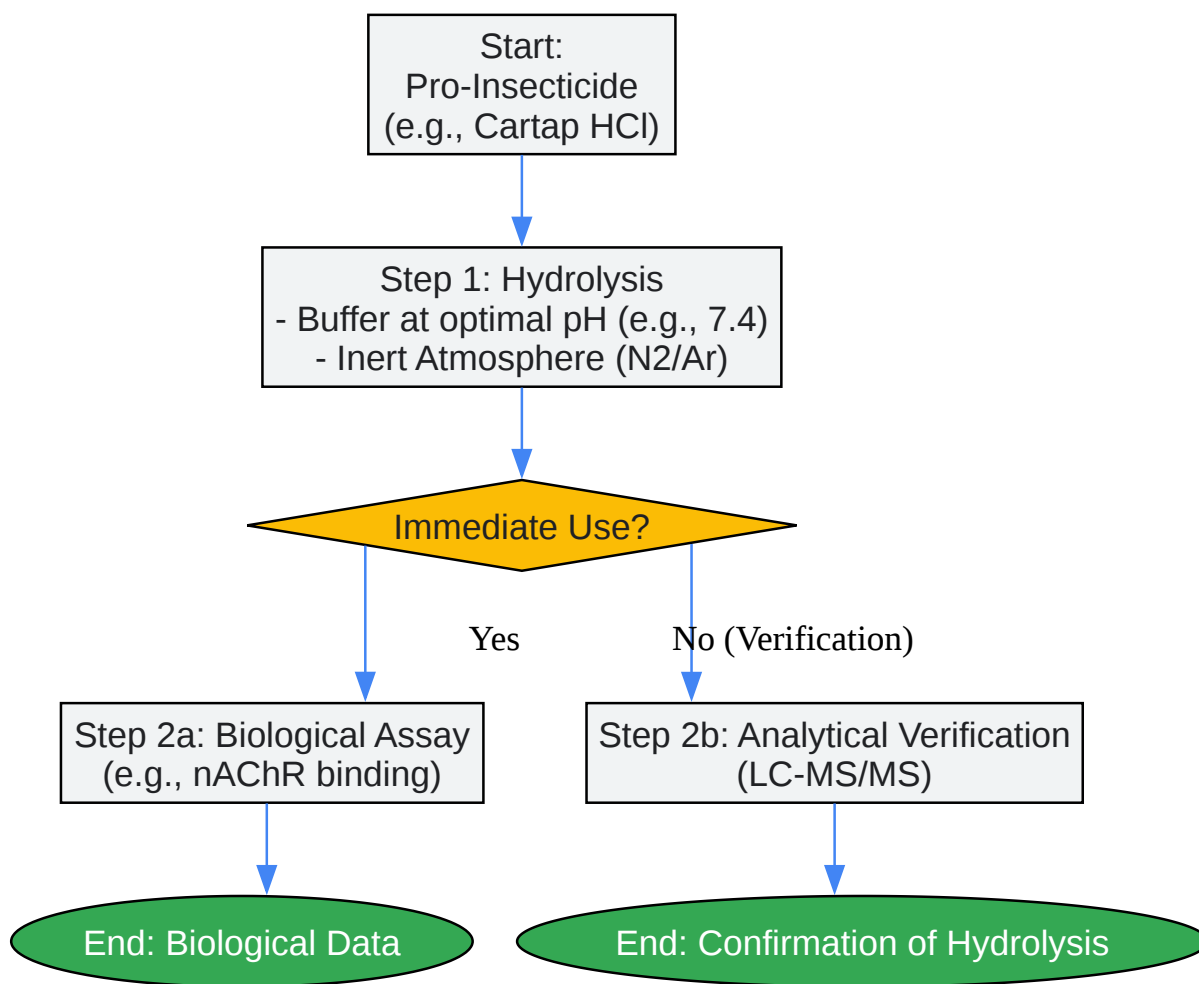 Start:
Pro-Insecticide
(e.g., Cartap HCl)
Step 1: Hydrolysis
- Buffer at optimal pH (e.g., 7.4)
- Inert Atmosphere (N2/Ar)
Immediate Use?
Yes
No (Verification)
Step 2a: Biological Assay
(e.g., nAChR binding)
Step 2b: Analytical Verification
(LC-MS/MS)
End: Biological Data
End: Confirmation of Hydrolysis